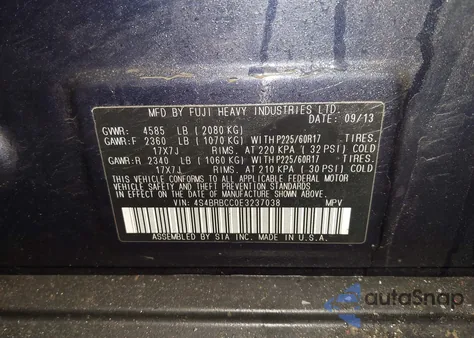 MFD. BY FUJI HEAVY INDUSTRIES LTD.
DATE: 09/13
GVWR: 4585 LB (2080 KG)
GAWR:F 2360 LB (1070 KG) WITH P225/60R17 TIRES.
17X7J RIMS. AT 220 KPA (32 PSI) COLD
GAWR:R 2340 LB (1060 KG) WITH P225/60R17 TIRES.
17X7J RIMS. AT 210 KPA (30 PSI) COLD
THIS VEHICLE CONFORMS TO ALL APPLICABLE FEDERAL MOTOR
VEHICLE SAFETY AND THEFT PREVENTION STANDARDS
IN EFFECT ON THE DATE OF MANUFACTURE SHOWN ABOVE.
VIN: 4S4BRBCC0E3237038 MPV
ASSEMBLED BY SIA INC. MADE IN U.S.A.
autoSnap